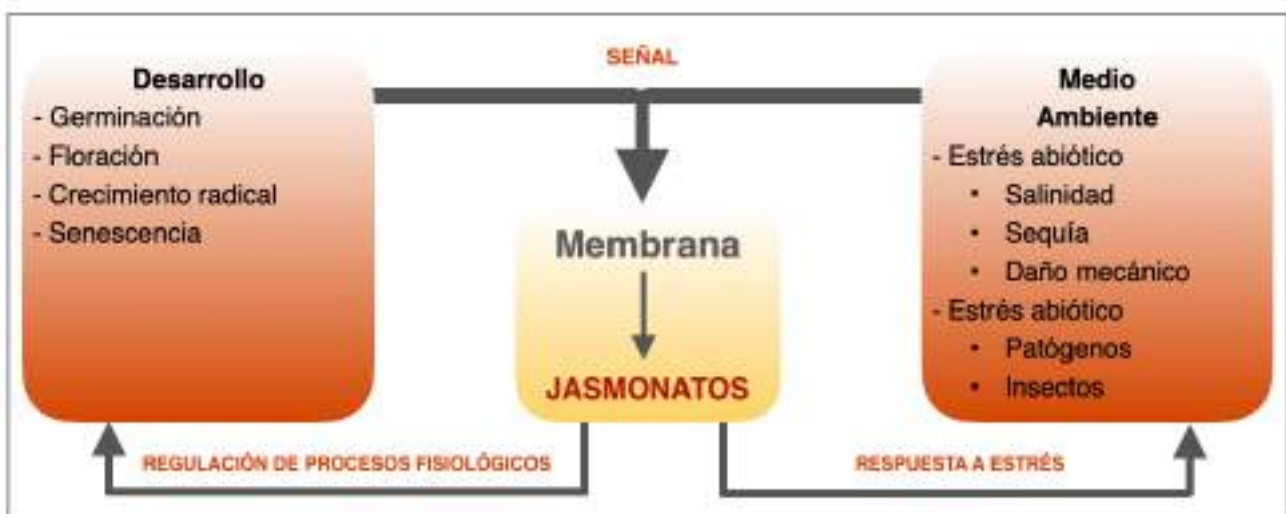 SEÑAL
Desarrollo
- Germinación
- Floración
- Crecimiento radical
- Senescencia
Membrana
JASMONATOS
Medio
Ambiente
- Estrés abiótico
• Salinidad
• Sequía
• Daño mecánico
- Estrés abiótico
• Patógenos
• Insectos
REGULACIÓN DE PROCESOS FISIOLÓGICOS
RESPUESTA A ESTRÉS